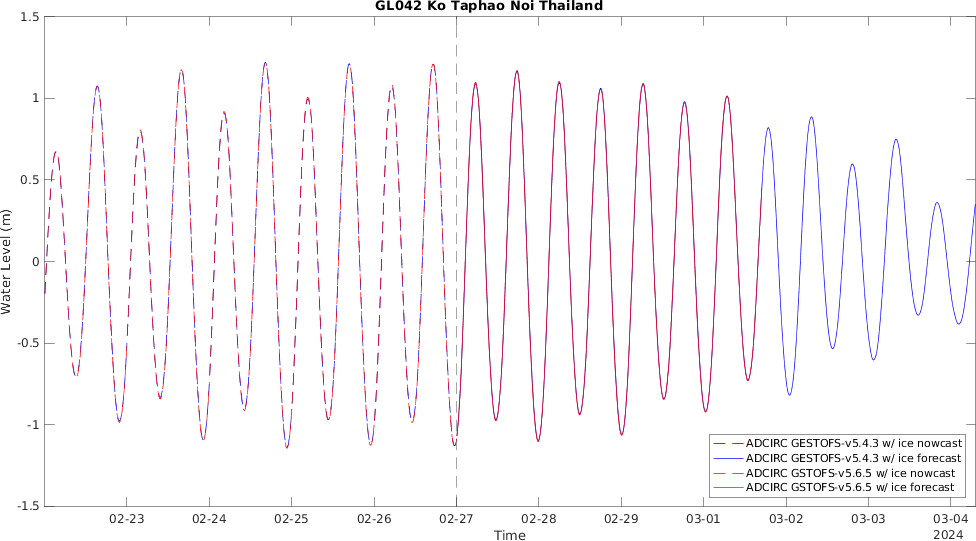 GL042 Ko Taphao Noi Thailand
1.5
1
0.5
0
-0.5
-1
-1.5
Water Level (m)
02-23 02-24 02-25 02-26 02-27 02-28 02-29 03-01 03-02 03-03 03-04
Time
2024
ADCIRC GESTOFS-v5.4.3 w/ ice nowcast
ADCIRC GESTOFS-v5.4.3 w/ ice forecast
ADCIRC GSTOFS-v5.6.5 w/ ice nowcast
ADCIRC GSTOFS-v5.6.5 w/ ice forecast